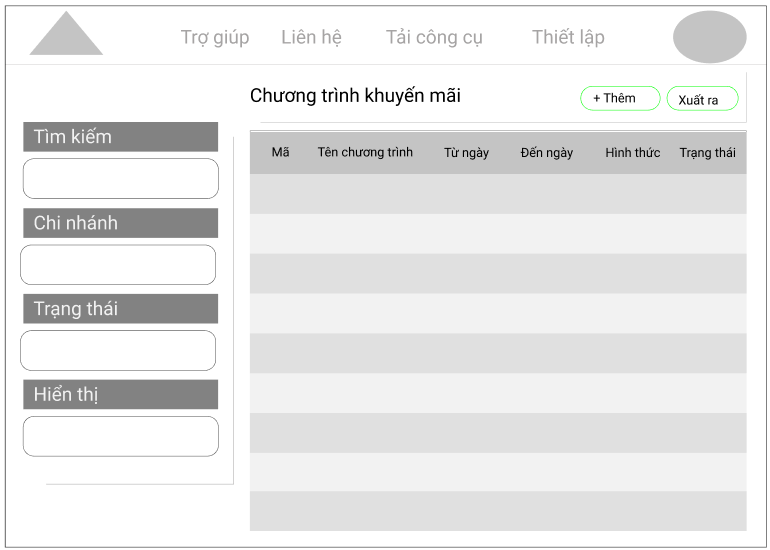 Trợ giúp Liên hệ Tải công cụ Thiết lập
Chương trình khuyến mãi
+ Thêm
Xuất ra
Tìm kiếm
Chi nhánh
Trạng thái
Hiển thị
Mã Tên chương trình Từ ngày Đến ngày Hình thức Trạng thái